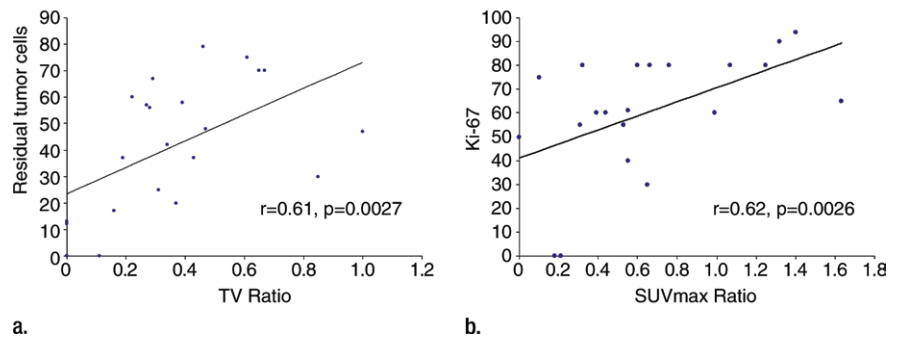 90
80
70
60
50
40
30
20
10
0
Residual tumor cells
r=0.61, p=0.0027
0 0.2 0.4 0.6 0.8 1.0 1.2
TV Ratio
a.
100
90
80
70
60
50
40
30
20
10
0
Ki-67
r=0.62, p=0.0026
0 0.2 0.4 0.6 0.8 1.0 1.2 1.4 1.6 1.8
SUVmax Ratio
b.